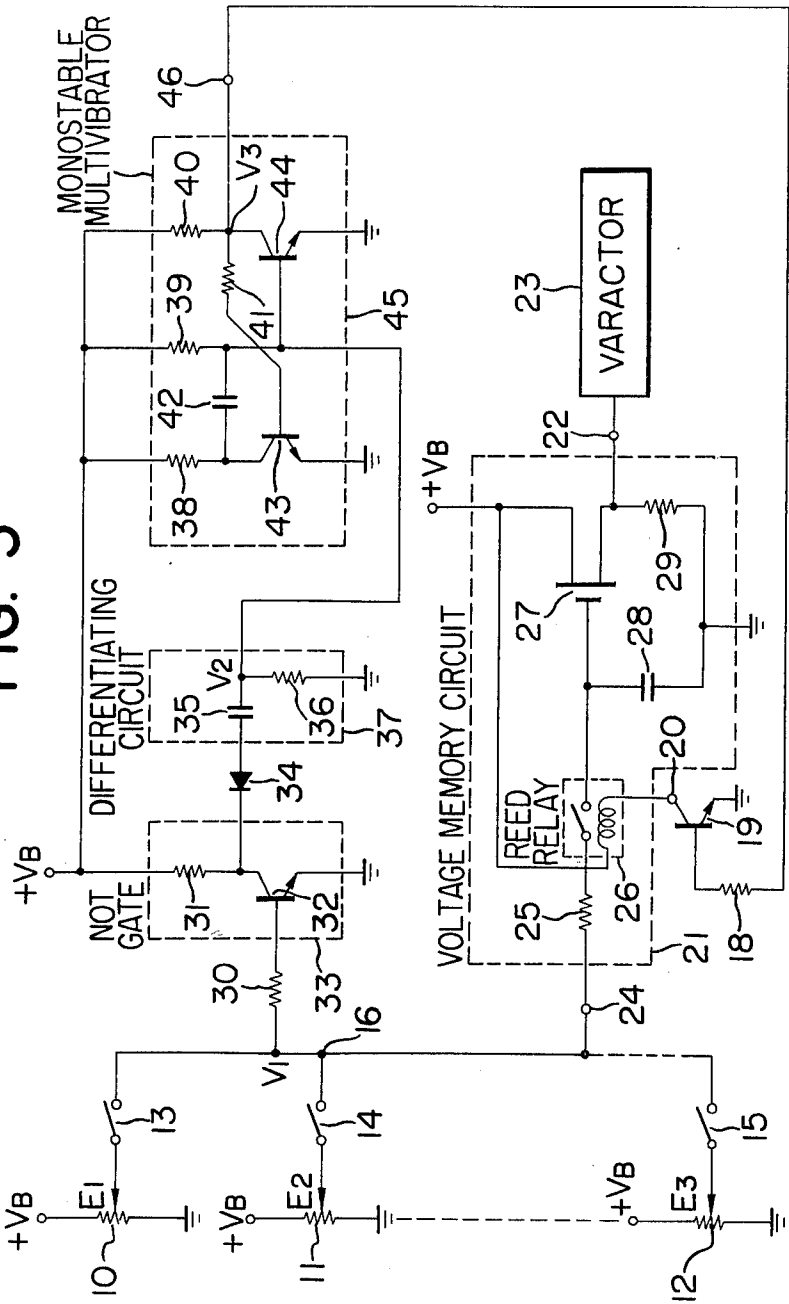 FIG. 3
+VB
10
E1
13
+VB
11
E2
14
+VB
12
E3
15
V1
16
30
+VB
NOT
GATE
31
32
33
34
DIFFERENTIATING
CIRCUIT
35
V2
36
37
MONOSTABLE
MULTIVIBRATOR
38
39
40
42
41
43
44
V3
45
46
24
VOLTAGE MEMORY CIRCUIT
25
REED
RELAY
26
21
20
19
18
+VB
27
28
29
22
23
VARACTOR